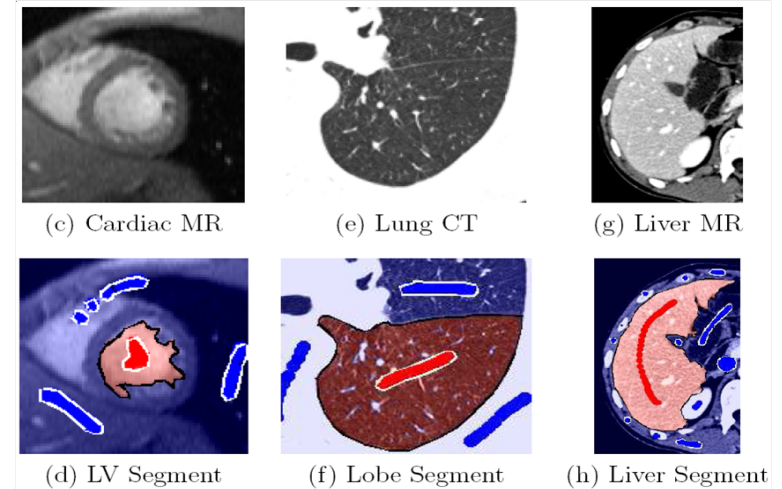 (c) Cardiac MR
(e) Lung CT
(g) Liver MR
(d) LV Segment
(f) Lobe Segment
(h) Liver Segment